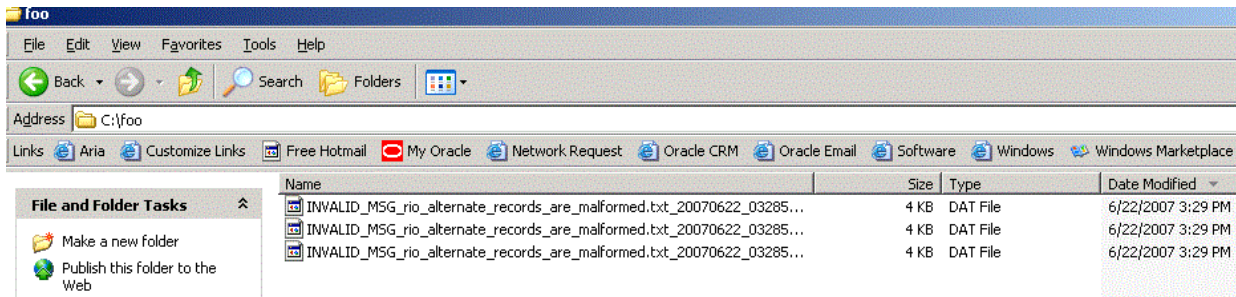 foo
File Edit View Favorites Tools Help
Back Search Folders
Address C:\foo
Links Aria Customize Links Free Hotmail My Oracle Network Request Oracle CRM Oracle Email Software Windows Windows Marketplace
Name Size Type Date Modified
File and Folder Tasks
INVALID_MSG_rio_alternate_records_are_malformed.txt_20070622_03285... 4 KB DAT File 6/22/2007 3:29 PM
INVALID_MSG_rio_alternate_records_are_malformed.txt_20070622_03285... 4 KB DAT File 6/22/2007 3:29 PM
INVALID_MSG_rio_alternate_records_are_malformed.txt_20070622_03285... 4 KB DAT File 6/22/2007 3:29 PM
Make a new folder
Publish this folder to the
Web